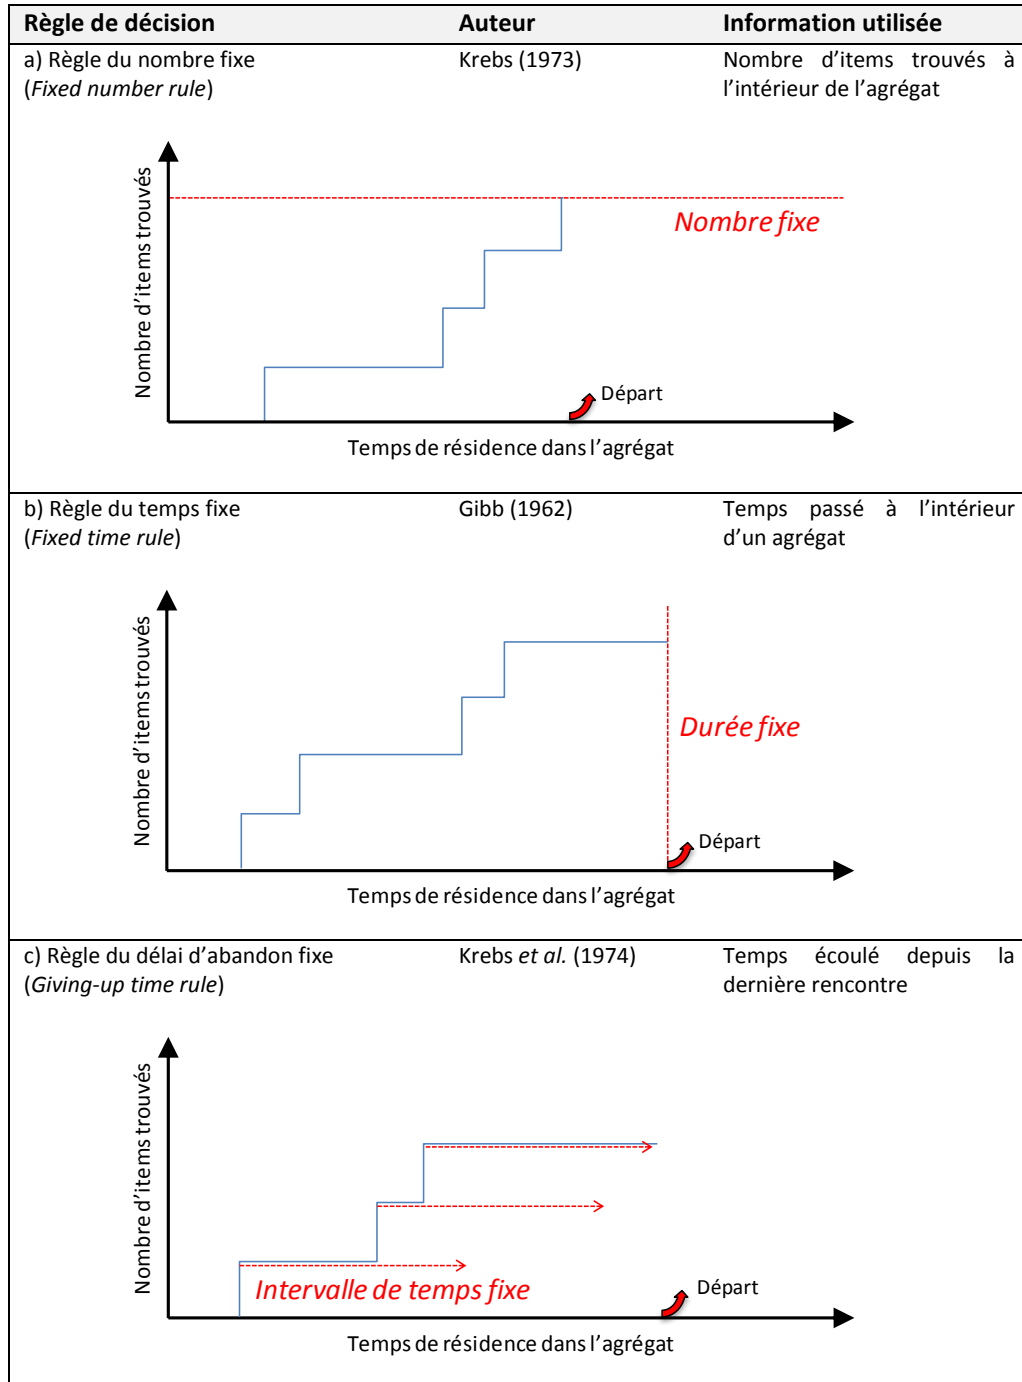 Règle de décision Auteur Information utilisée
a) Règle du nombre fixe Krebs (1973) Nombre d’items trouvés à
(Fixed number rule) l’intérieur de l’agrégat
Nombre d’items trouvés
Nombre fixe
Départ
Temps de résidence dans l’agrégat
b) Règle du temps fixe Gibb (1962) Temps passé à l’intérieur
(Fixed time rule) d’un agrégat
Nombre d’items trouvés
Durée fixe
Départ
Temps de résidence dans l’agrégat
c) Règle du délai d’abandon fixe Krebs et al. (1974) Temps écoulé depuis la
(Giving-up time rule) dernière rencontre
Nombre d’items trouvés
Intervalle de temps fixe
Départ
Temps de résidence dans l’agrégat